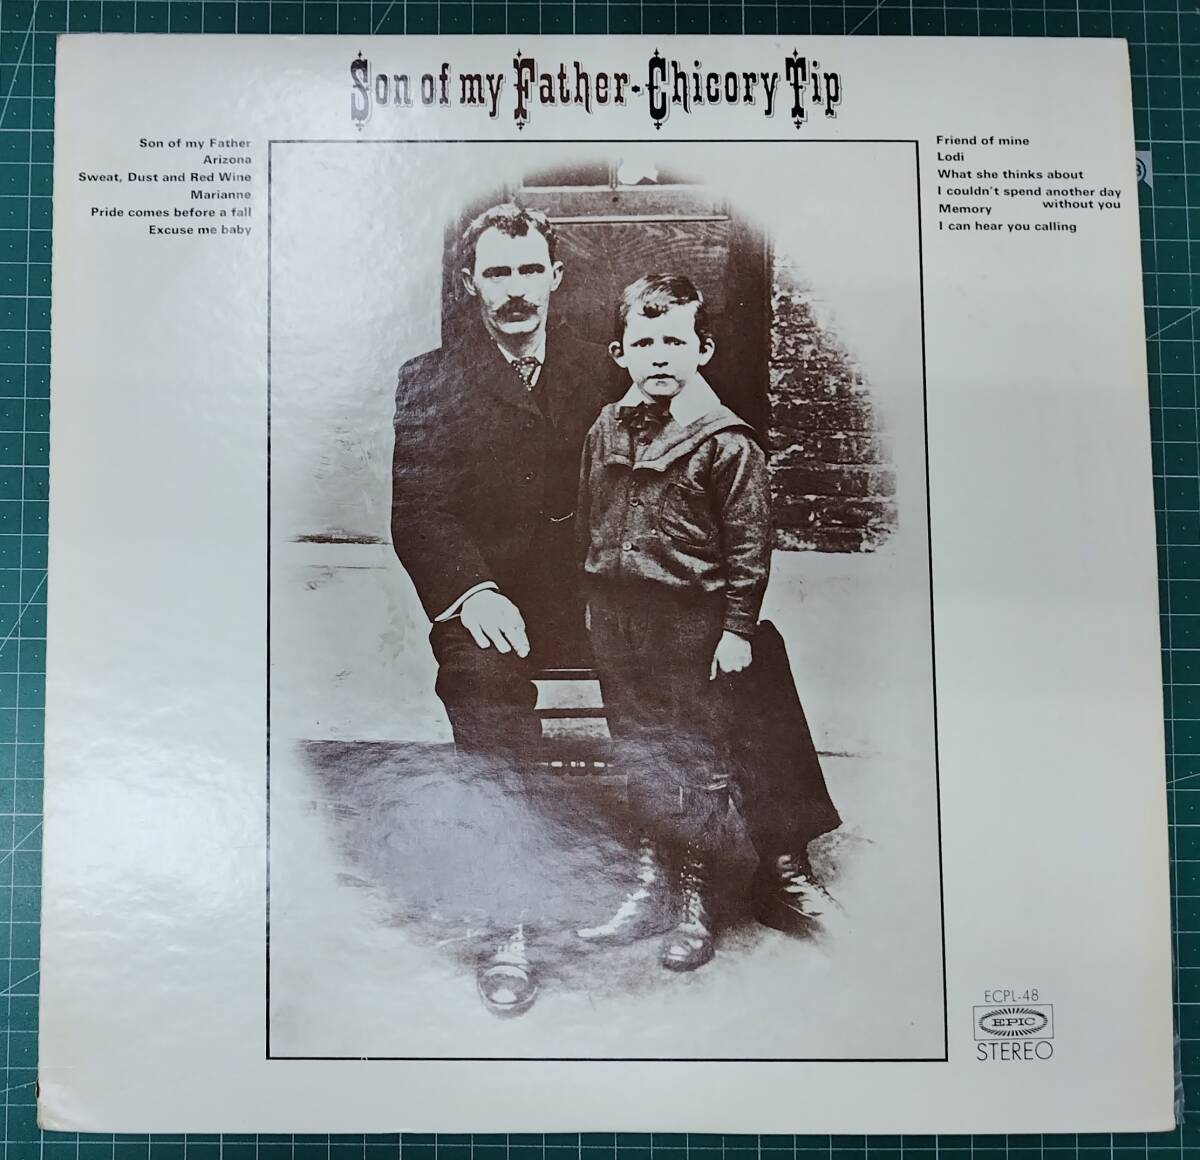 Son of my Father-Chicory Tip
Son of my Father
Arizona
Sweat, Dust and Red Wine
Marianne
Pride comes before a fall
Excuse me baby
Friend of mine
Lodi
What she thinks about
I couldn't spend another day
without you
Memory
I can hear you calling
ECPL-48
EPIC
STEREO